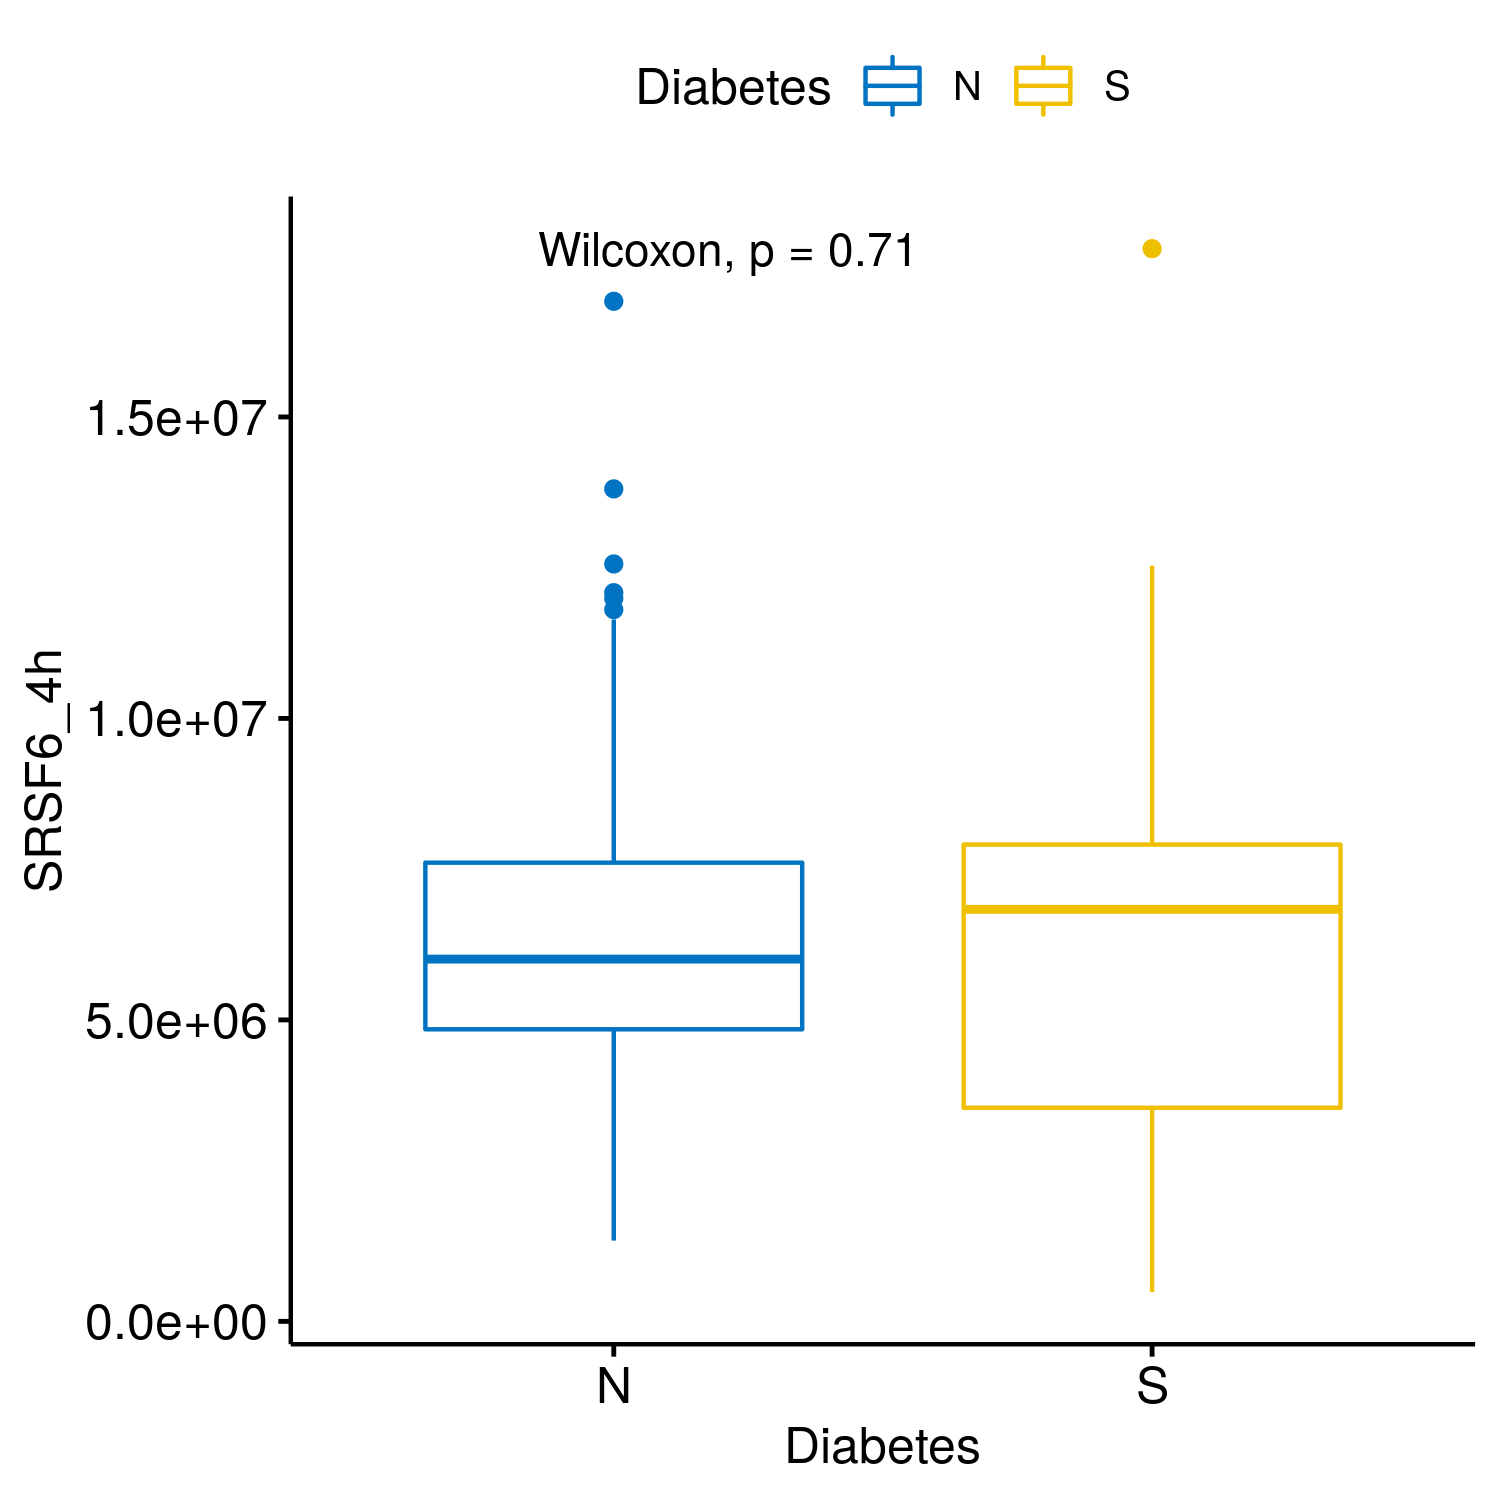 Diabetes N S
Wilcoxon, p = 0.71
1.5e+07
1.0e+07
5.0e+06
0.0e+00
SRSF6_4h
N S
Diabetes